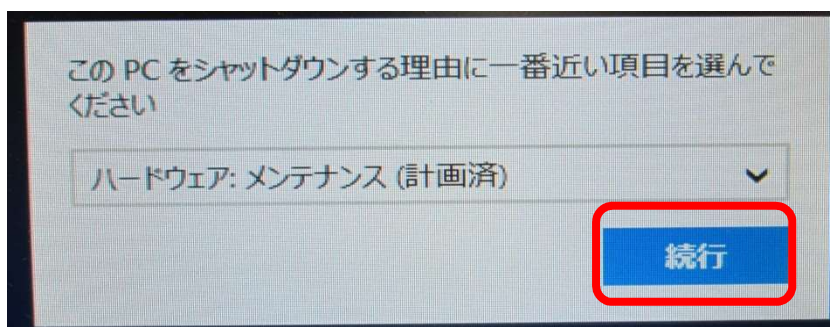 この PC をシャットダウンする理由に一番近い項目を選んで
ください
ハードウェア: メンテナンス (計画済)
続行